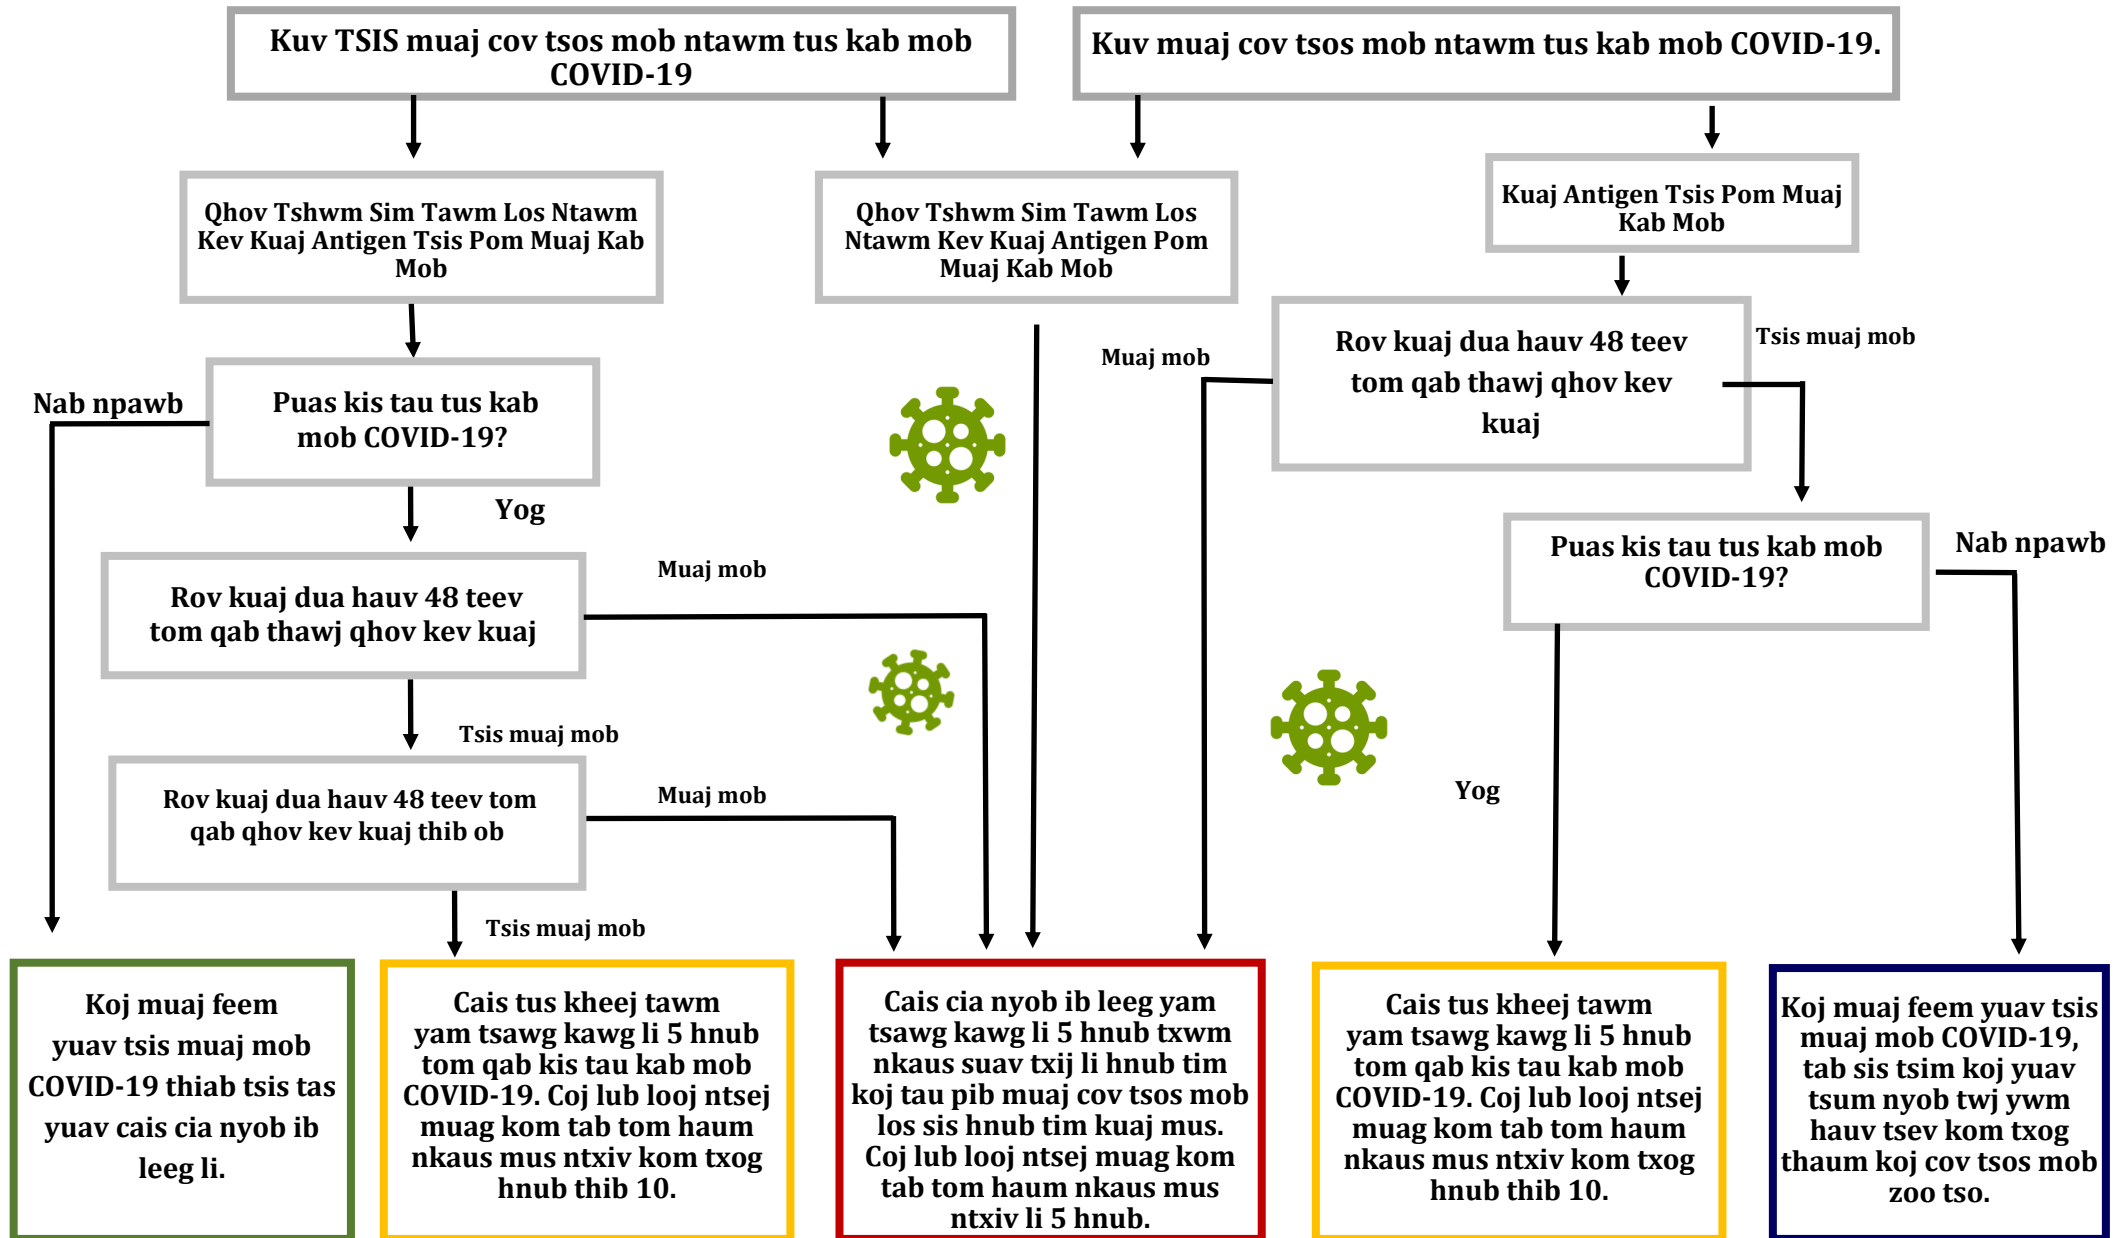 Kuv TSIS muaj cov tsos mob ntawm tus kab mob
COVID-19
Kuv muaj cov tsos mob ntawm tus kab mob COVID-19.
Qhov Tshwm Sim Tawm Los Ntawm
Kev Kuaj Antigen Tsis Pom Muaj Kab
Mob
Qhov Tshwm Sim Tawm Los
Ntawm Kev Kuaj Antigen Pom
Muaj Kab Mob
Kuaj Antigen Tsis Pom Muaj
Kab Mob
Rov kuaj dua hauv 48 teev
tom qab thawj qhov kev
kuaj
Muaj mob
Tsis muaj mob
Nab npawb
Puas kis tau tus kab
mob COVID-19?
Yog
Puas kis tau tus kab mob
COVID-19?
Nab npawb
Rov kuaj dua hauv 48 teev
tom qab thawj qhov kev kuaj
Muaj mob
Tsis muaj mob
Rov kuaj dua hauv 48 teev tom
qab qhov kev kuaj thib ob
Muaj mob
Yog
Tsis muaj mob
Koj muaj feem
yuav tsis muaj mob
COVID-19 thiab tsis tas
yuav cais cia nyob ib
leeg li.
Cais tus kheej tawm
yam tsawg kawg li 5 hnub
tom qab kis tau kab mob
COVID-19. Coj lub looj ntsej
muag kom tab tom haum
nkaus mus ntxiv kom txog
hnub thib 10.
Cais cia nyob ib leeg yam
tsawg kawg li 5 hnub txwm
nkaus suav txij li hnub tim
koj tau pib muaj cov tsos mob
los sis hnub tim kuaj mus.
Coj lub looj ntsej muag kom
tab tom haum nkaus mus
ntxiv li 5 hnub.
Cais tus kheej tawm
yam tsawg kawg li 5 hnub
tom qab kis tau kab mob
COVID-19. Coj lub looj ntsej
muag kom tab tom haum
nkaus mus ntxiv kom txog
hnub thib 10.
Koj muaj feem yuav tsis
muaj mob COVID-19,
tab sis tsim koj yuav
tsum nyob twj ywm
hauv tsev kom txog
thaum koj cov tsos mob
zoo tso.